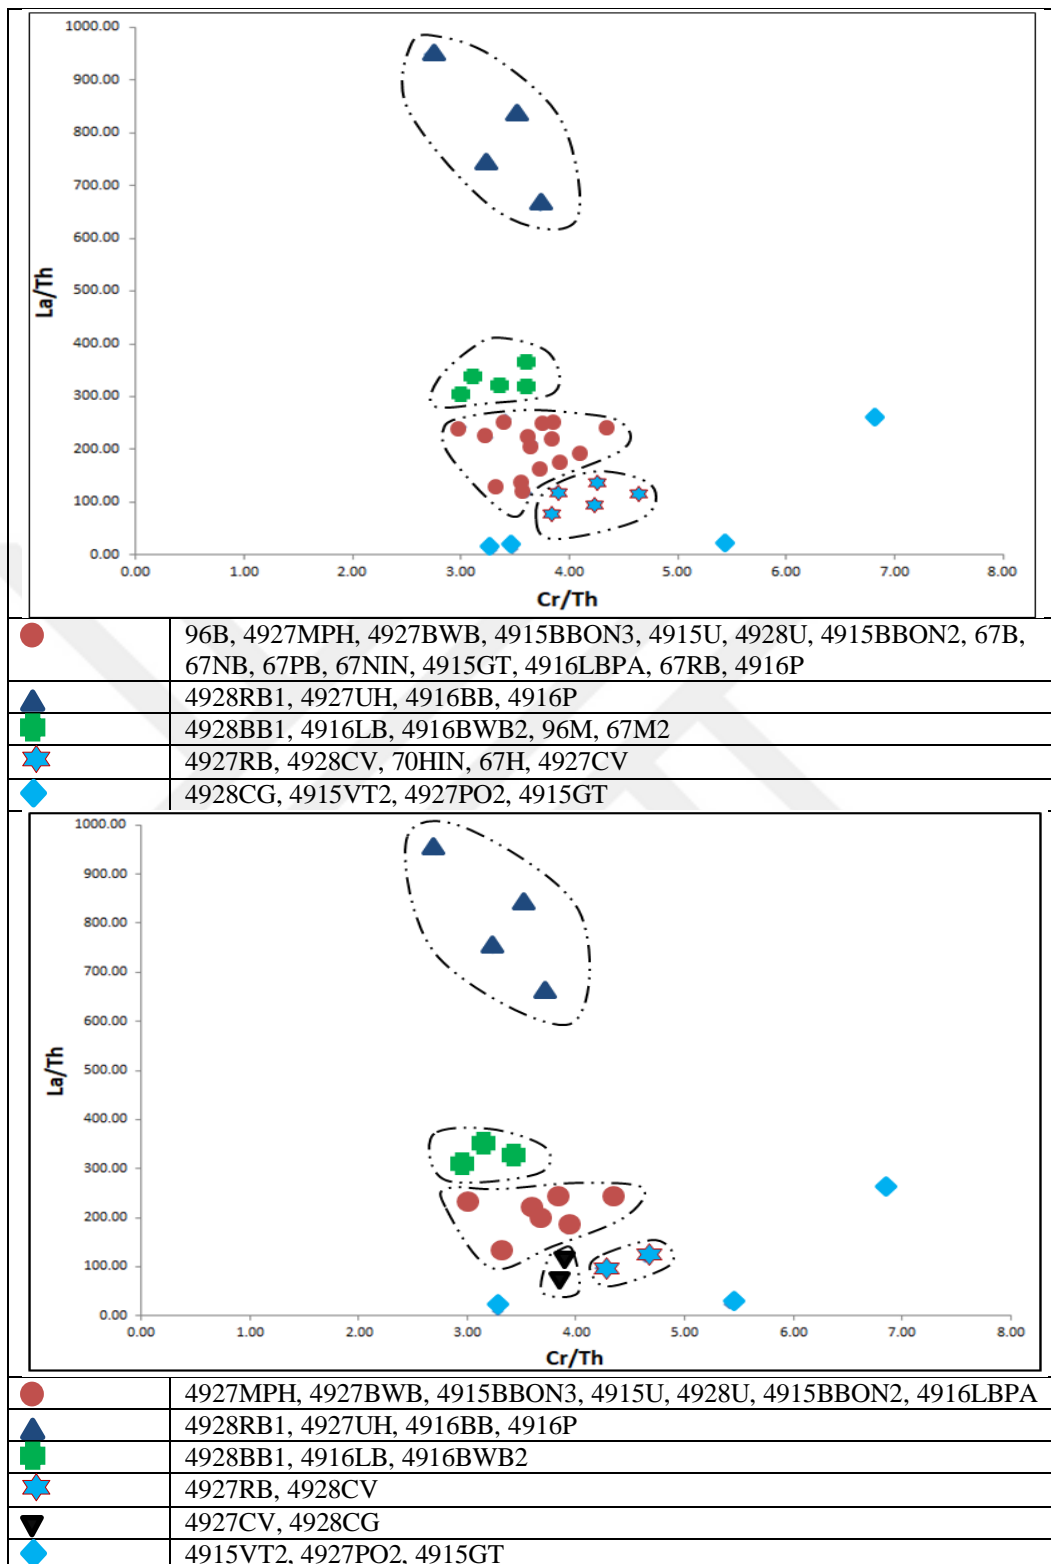 1000.00
900.00
800.00
700.00
600.00
500.00
400.00
300.00
200.00
100.00
0.00
La/Th
0.00 1.00 2.00 3.00 4.00 5.00 6.00 7.00 8.00
Cr/Th
96B, 4927MPH, 4927BWB, 4915BBON3, 4915U, 4928U, 4915BBON2, 67B,
67NB, 67PB, 67NIN, 4915GT, 4916LBPA, 67RB, 4916P
4928RB1, 4927UH, 4916BB, 4916P
4928BB1, 4916LB, 4916BWB2, 96M, 67M2
4927RB, 4928CV, 70HIN, 67H, 4927CV
4928CG, 4915VT2, 4927PO2, 4915GT
1000.00
900.00
800.00
700.00
600.00
500.00
400.00
300.00
200.00
100.00
0.00
La/Th
0.00 1.00 2.00 3.00 4.00 5.00 6.00 7.00 8.00
Cr/Th
4927MPH, 4927BWB, 4915BBON3, 4915U, 4928U, 4915BBON2, 4916LBPA
4928RB1, 4927UH, 4916BB, 4916P
4928BB1, 4916LB, 4916BWB2
4927RB, 4928CV
4927CV, 4928CG
4915VT2, 4927PO2, 4915GT